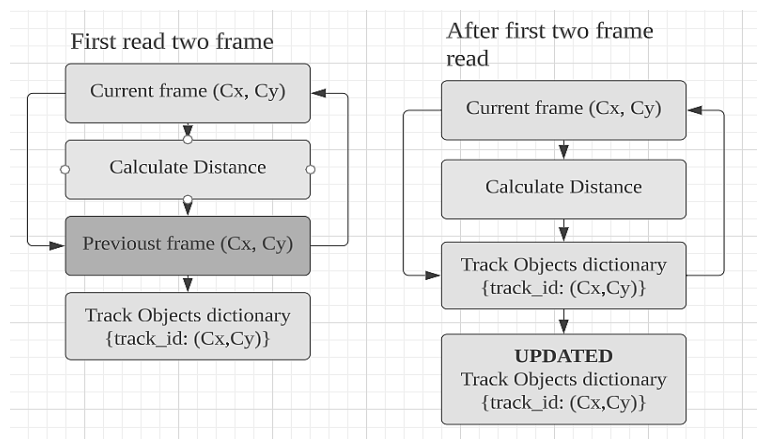 First read two frame
Current frame (Cx, Cy)
Calculate Distance
Previoust frame (Cx, Cy)
Track Objects dictionary
{track_id: (Cx,Cy)}
After first two frame
read
Current frame (Cx, Cy)
Calculate Distance
Track Objects dictionary
{track_id: (Cx,Cy)}
UPDATED
Track Objects dictionary
{track_id: (Cx,Cy)}